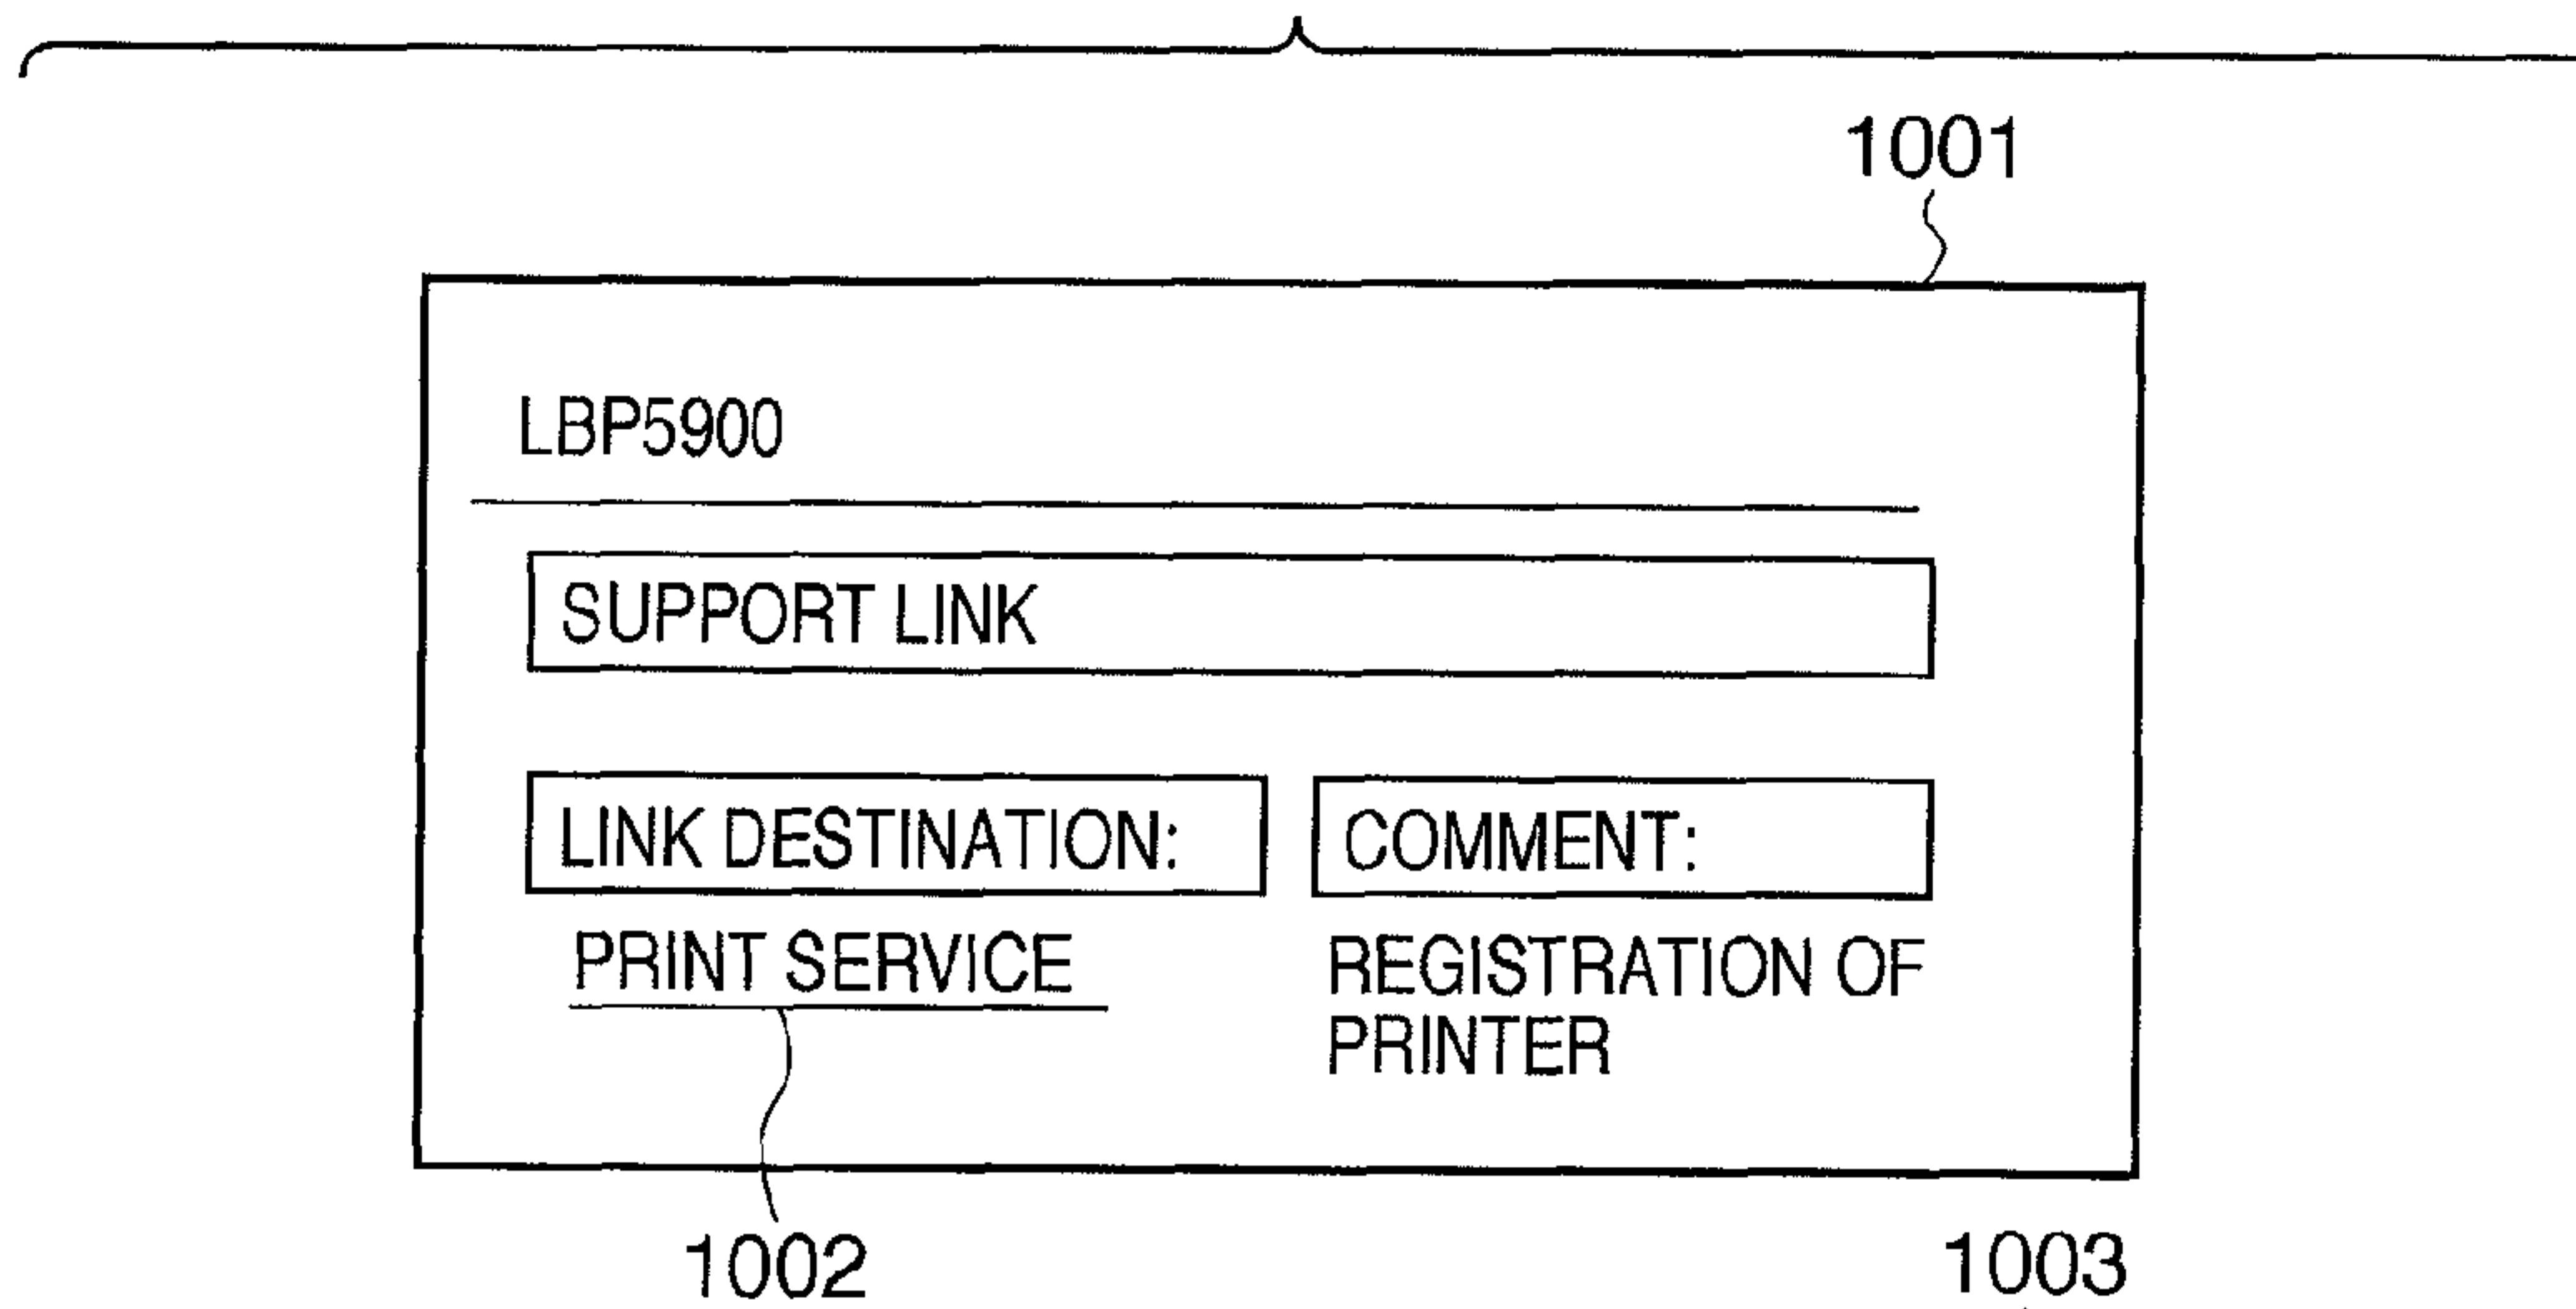 1001
LBP5900
SUPPORT LINK
LINK DESTINATION: COMMENT:
PRINT SERVICE REGISTRATION OF
PRINTER
1002
1003